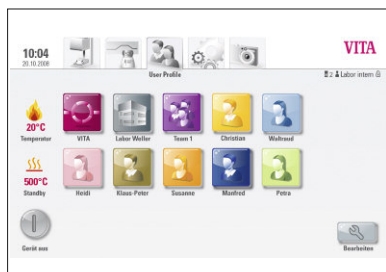 10:04
20.10.2008
VITA
User Profile
2 Labor intern
20°C
Temperatur
VITA
Labor Weller
Team 1
Christian
Waltraud
500°C
Standby
Heidi
Klaus-Peter
Susanne
Manfred
Petra
Gerät aus
Bearbeiten